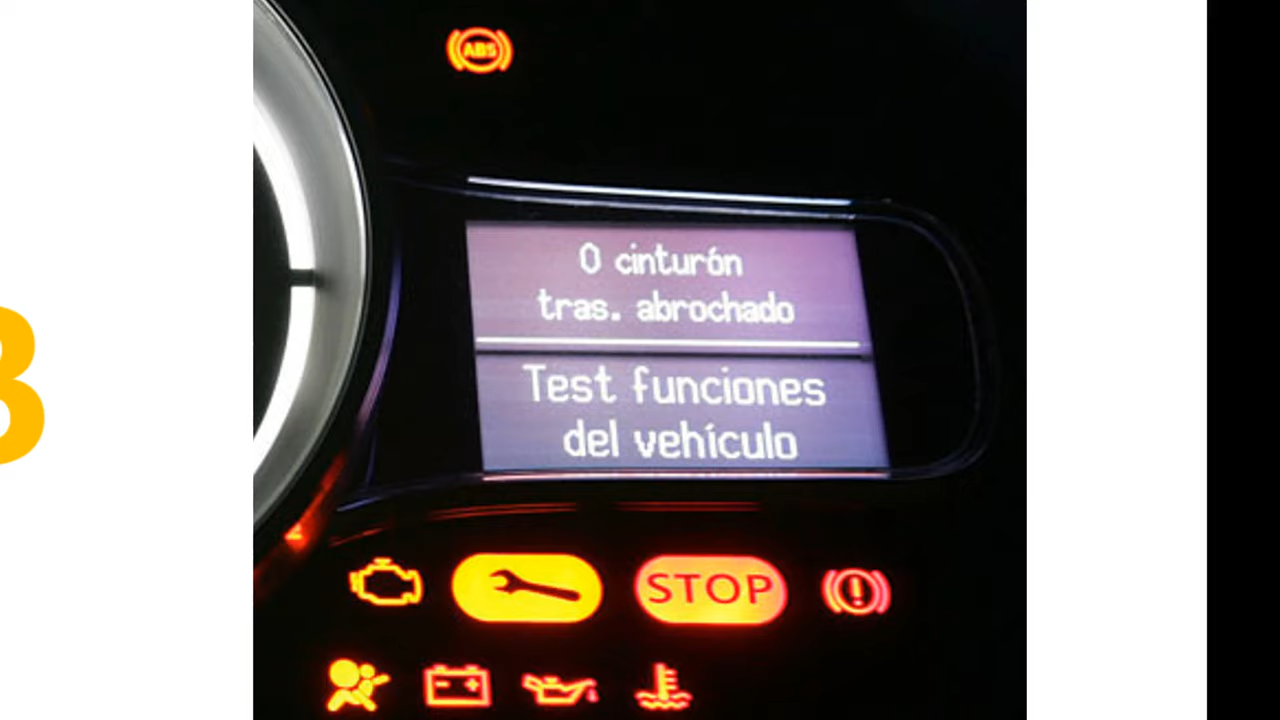 ABS
0 cinturón
tras. abrochado
Test funciones
del vehículo
STOP